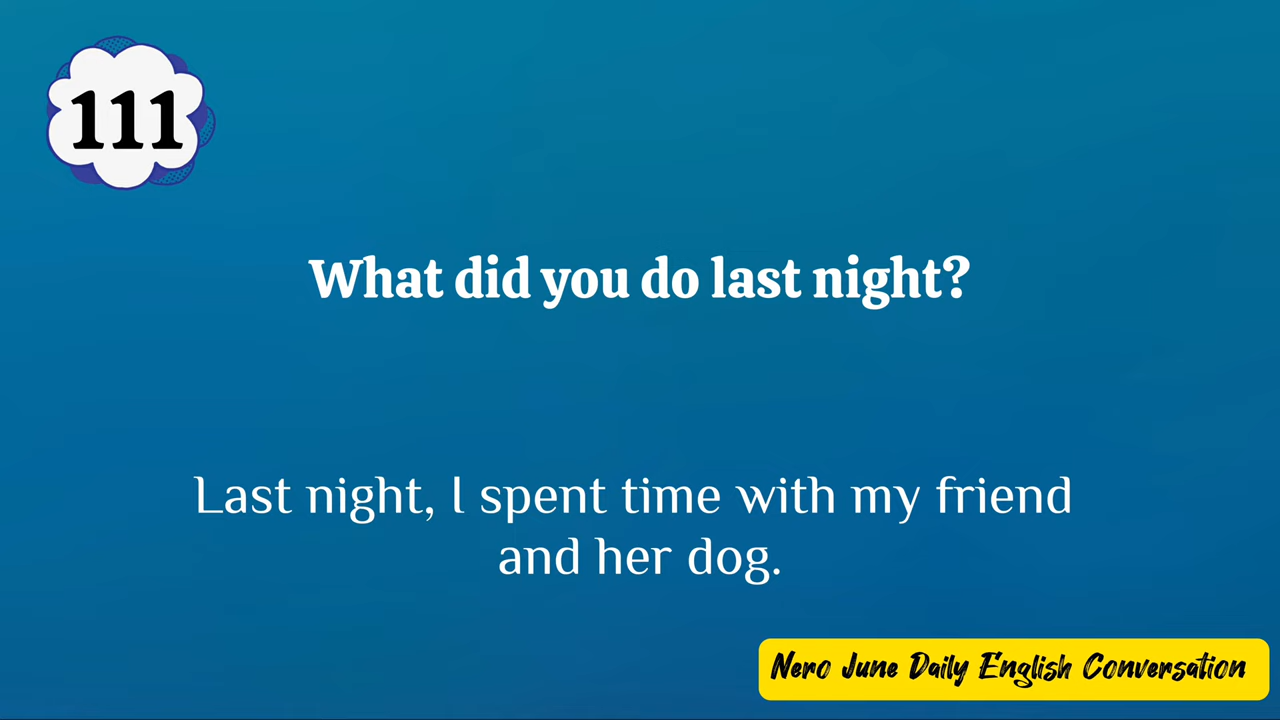 111
What did you do last night?
Last night, I spent time with my friend
and her dog.
Nero June Daily English Conversation